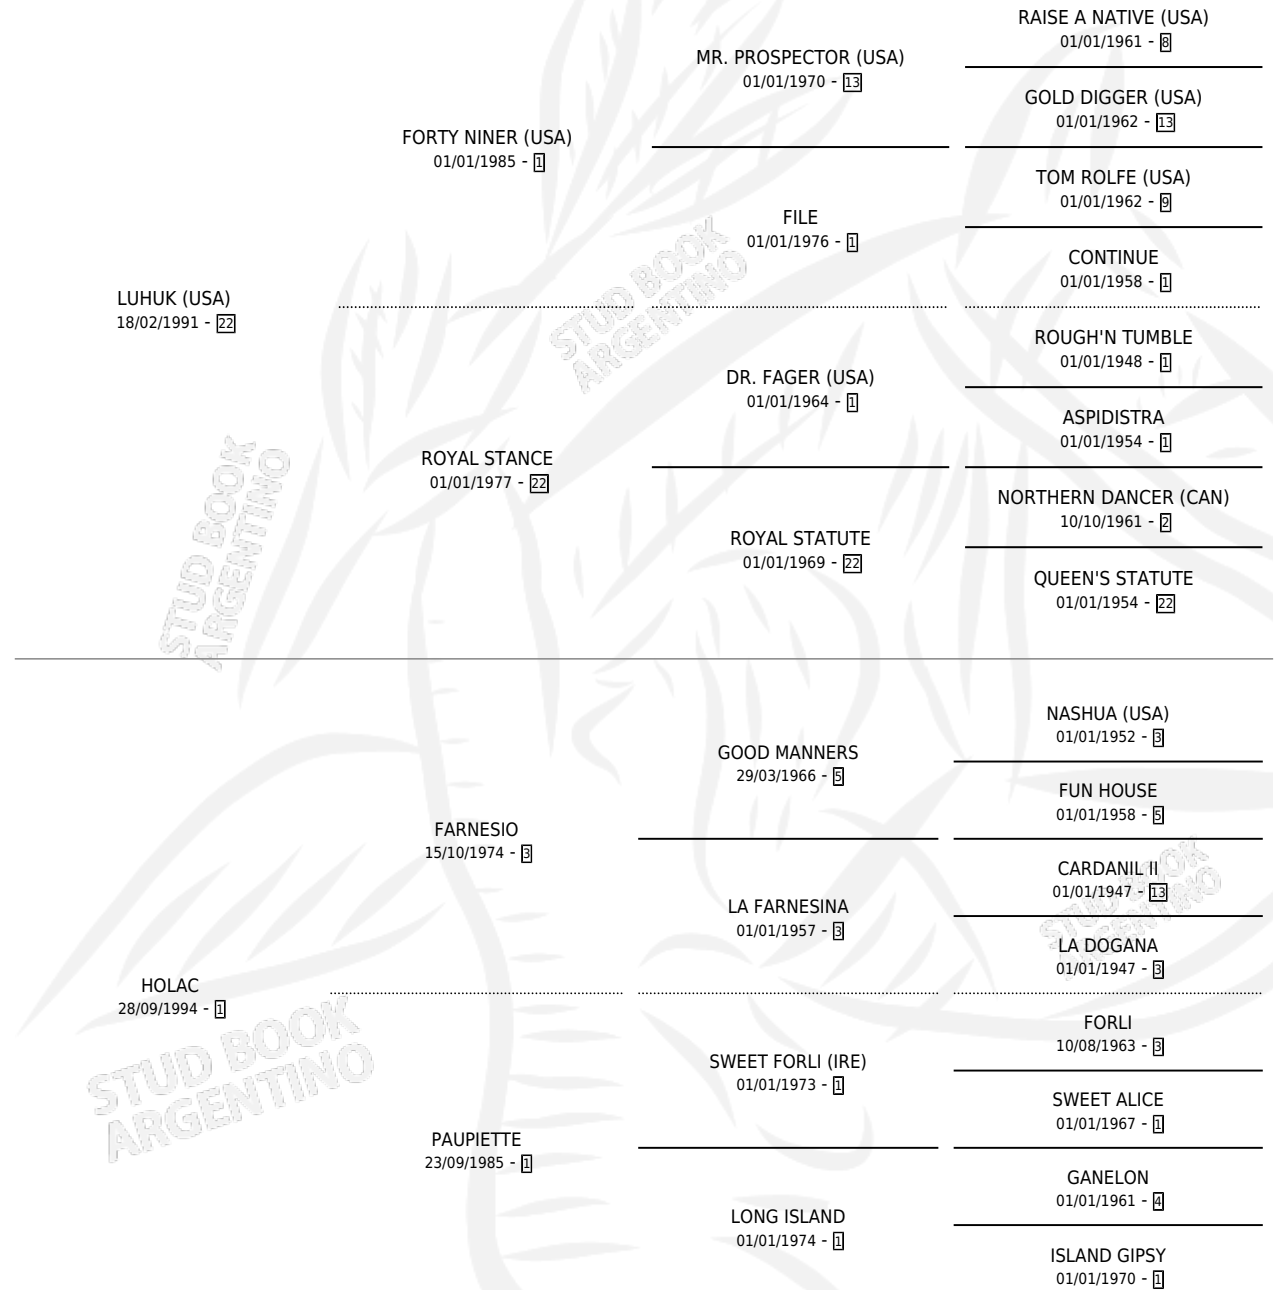 RAISE A NATIVE (USA)
01/01/1961 - 8
MR. PROSPECTOR (USA)
01/01/1970 - 13
GOLD DIGGER (USA)
01/01/1962 - 13
FORTY NINER (USA)
01/01/1985 - 1
TOM ROLFE (USA)
01/01/1962 - 9
FILE
01/01/1976 - 1
CONTINUE
01/01/1958 - 1
LUHUK (USA)
18/02/1991 - 22
STUD BOOK
ARGENTINO
ROUGH'N TUMBLE
01/01/1948 - 1
DR. FAGER (USA)
01/01/1964 - 1
ASPIDISTRA
01/01/1954 - 1
ROYAL STANCE
01/01/1977 - 22
NORTHERN DANCER (CAN)
10/10/1961 - 2
ROYAL STATUTE
01/01/1969 - 22
QUEEN'S STATUTE
01/01/1954 - 22
STUD BOOK
ARGENTINO
NASHUA (USA)
01/01/1952 - 3
GOOD MANNERS
29/03/1966 - 5
FUN HOUSE
01/01/1958 - 5
FARNESIO
15/10/1974 - 3
CARDANIL II
01/01/1947 - 13
LA FARNESINA
01/01/1957 - 3
LA DOGANA
01/01/1947 - 3
STUD BOOK
ARGENTINO
HOLAC
28/09/1994 - 1
FORLI
10/08/1963 - 3
SWEET FORLI (IRE)
01/01/1973 - 1
SWEET ALICE
01/01/1967 - 1
STUD BOOK
ARGENTINO
PAUPIETTE
23/09/1985 - 1
GANELON
01/01/1961 - 4
LONG ISLAND
01/01/1974 - 1
ISLAND GIPSY
01/01/1970 - 1